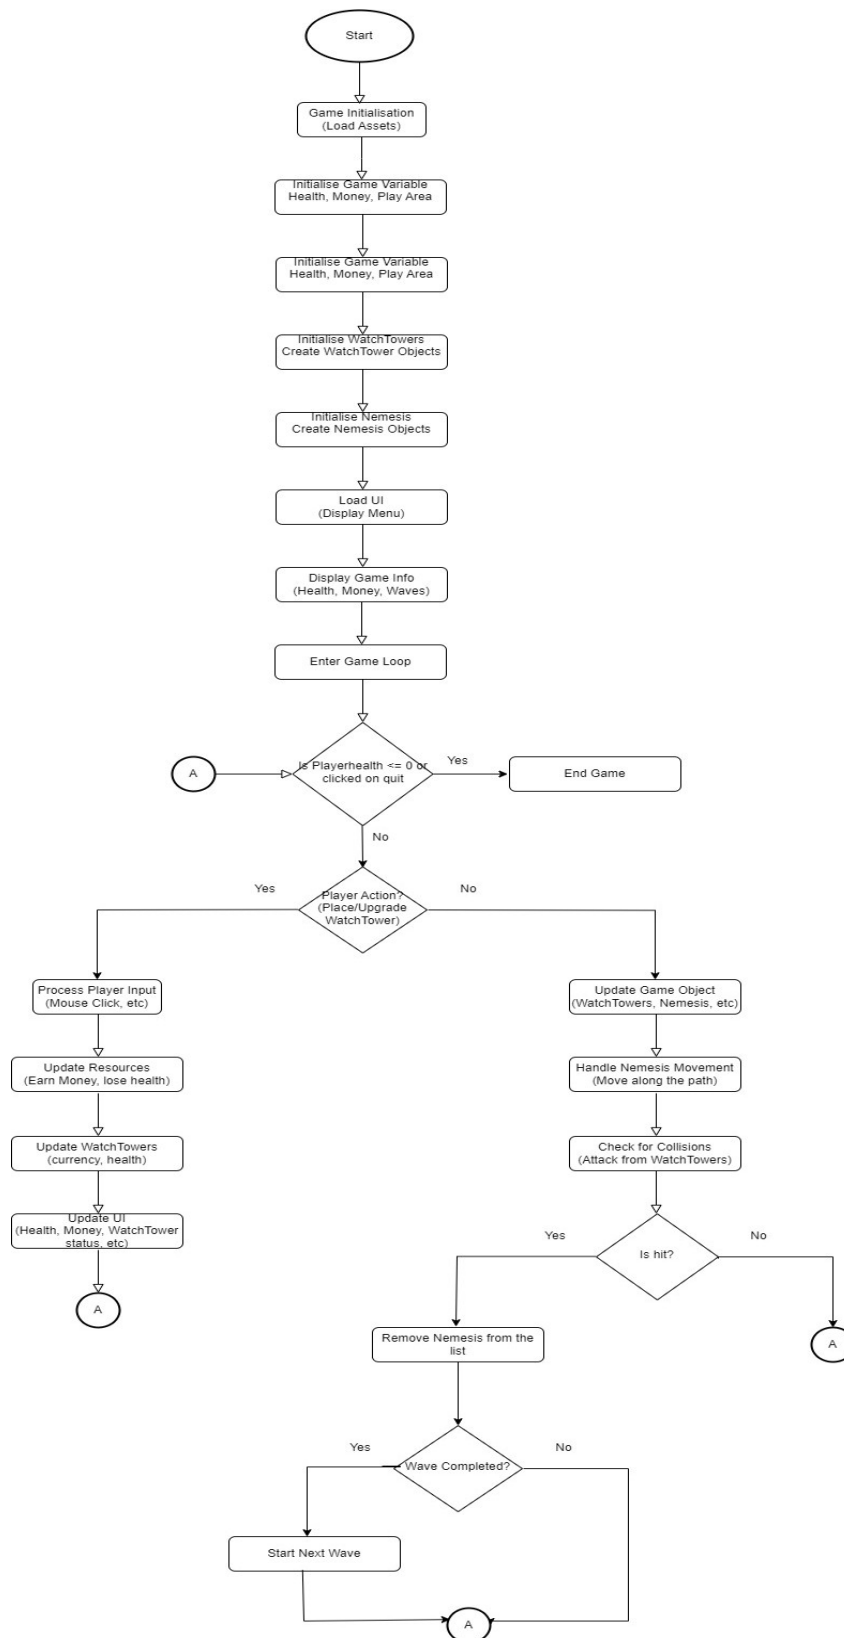 Start
Game Initialisation
(Load Assets)
Initialise Game Variable
Health, Money, Play Area
Initialise Game Variable
Health, Money, Play Area
Initialise WatchTowers
Create WatchTower Objects
Initialise Nemesis
Create Nemesis Objects
Load UI
(Display Menu)
Display Game Info
(Health, Money, Waves)
Enter Game Loop
A
Is Playerhealth <= 0 or
clicked on quit
Yes
End Game
No
Player Action?
(Place/Upgrade
WatchTower)
Yes
No
Process Player Input
(Mouse Click, etc)
Update Resources
(Earn Money, lose health)
Update WatchTowers
(currency, health)
Update UI
(Health, Money, WatchTower
status, etc)
A
Update Game Object
(WatchTowers, Nemesis, etc)
Handle Nemesis Movement
(Move along the path)
Check for Collisions
(Attack from WatchTowers)
Is hit?
Yes
No
A
Remove Nemesis from the
list
Wave Completed?
Yes
No
Start Next Wave
A